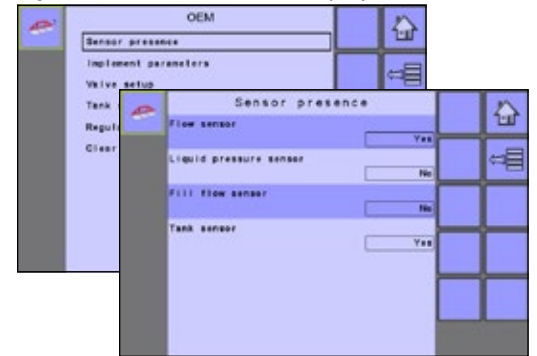 OEM
Sensor presence
Implement parameters
Valve setup
Tank
Regul
Clear
Sensor presence
Flow sensor
Yes
Liquid pressure sensor
No
Fill flow sensor
No
Tank sensor
Yes